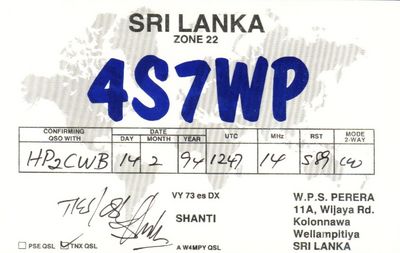 SRI LANKA
ZONE 22
4S7WP
CONFIRMING QSO WITH DATE DAY MONTH YEAR UTC MHz RST MODE 2-WAY
HP2CWB 14 2 94 1247 14 589 CW
VY 73 es DX
SHANTI
W.P.S. PERERA
11A, Wijaya Rd.
Kolonnawa
Wellampitiya
SRI LANKA
PSE QSL TNX QSL A W4MPY QSL